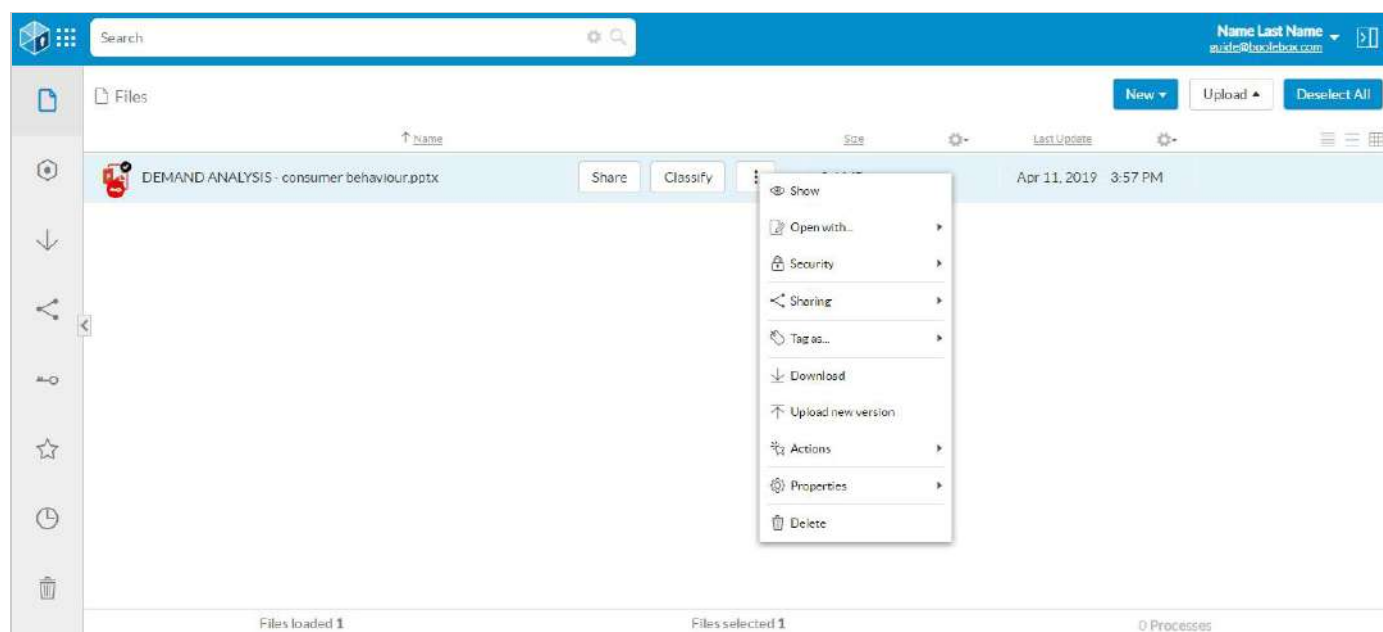 Search
Name Last Name
guide@boolebox.com
Files
New
Upload
Deselect All
Name
Size
Last Update
DEMAND ANALYSIS - consumer behaviour.pptx
Share
Classify
Apr 11, 2019 3:57 PM
Show
Open with...
Security
Sharing
Tag as...
Download
Upload new version
Actions
Properties
Delete
Files loaded 1
Files selected 1
0 Processes